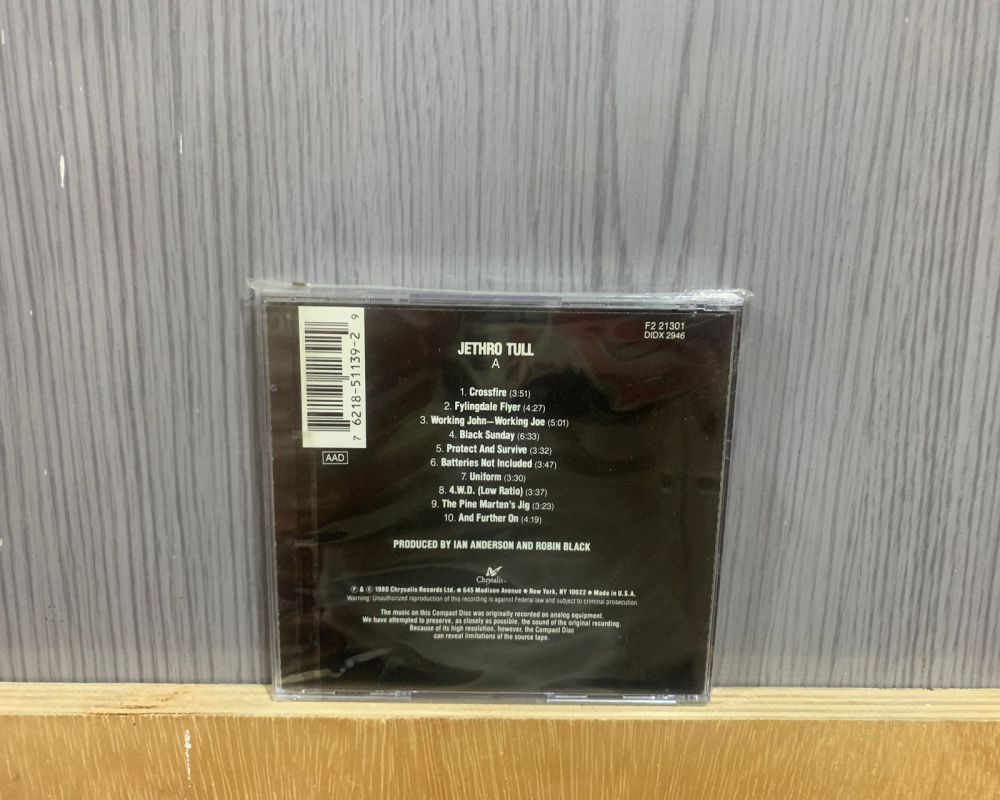 7 6218-51139-2 9
AAD
F2 21301
DIDX 2946
JETHRO TULL
A
1. Crossfire (3:51)
2. Fylingdale Flyer (4:27)
3. Working John—Working Joe (5:01)
4. Black Sunday (6:33)
5. Protect And Survive (3:32)
6. Batteries Not Included (3:47)
7. Uniform (3:30)
8. 4.W.D. (Low Ratio) (3:37)
9. The Pine Marten's Jig (3:23)
10. And Further On (4:19)
PRODUCED BY IAN ANDERSON AND ROBIN BLACK
Chrysalis
℗ & © 1980 Chrysalis Records Ltd. ● 645 Madison Avenue ● New York, NY 10022 ● Made in U.S.A.
Warning: Unauthorized reproduction of this recording is against Federal law and subject to criminal prosecution
The music on this Compact Disc was originally recorded on analog equipment.
We have attempted to preserve, as closely as possible, the sound of the original recording.
Because of its high resolution, however, the Compact Disc
can reveal limitations of the source tape.